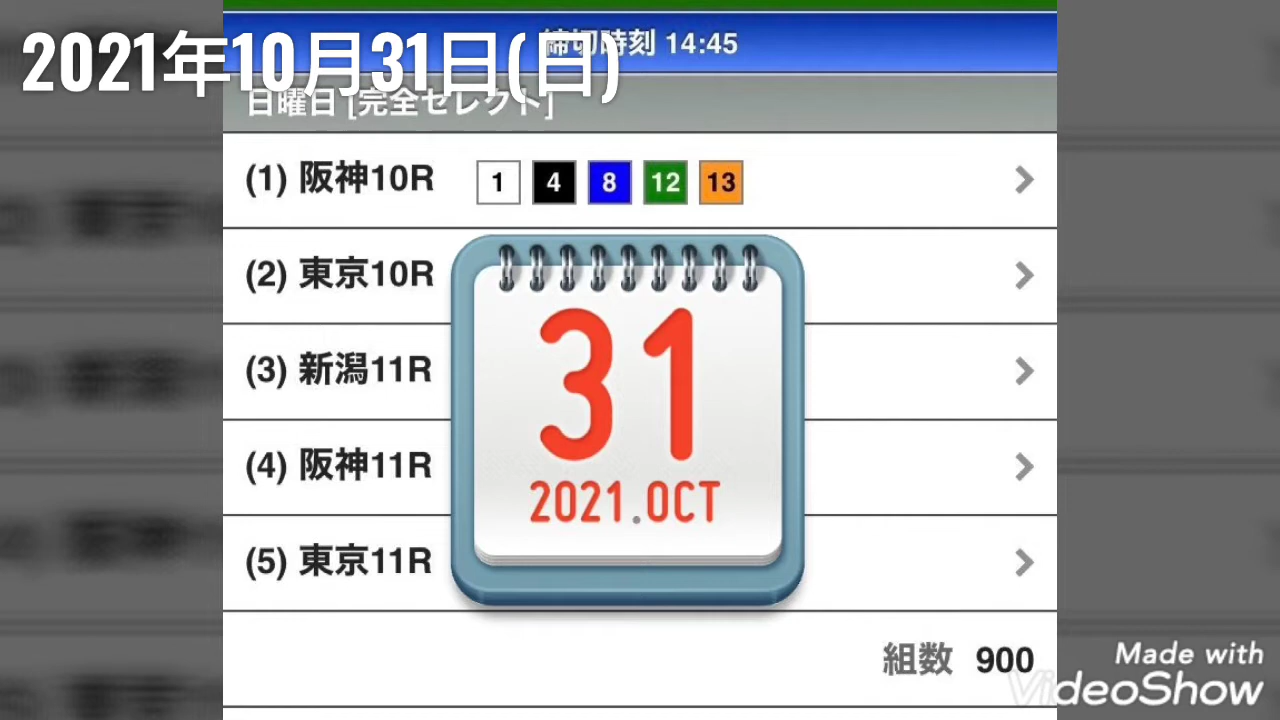 2021年10月31日(日)
締切時刻 14:45
日曜日 [完全セレクト]
(1) 阪神10R 1 4 8 12 13
(2) 東京10R
(3) 新潟11R
(4) 阪神11R
(5) 東京11R
31
2021.OCT
組数 900
Made with
VideoShow